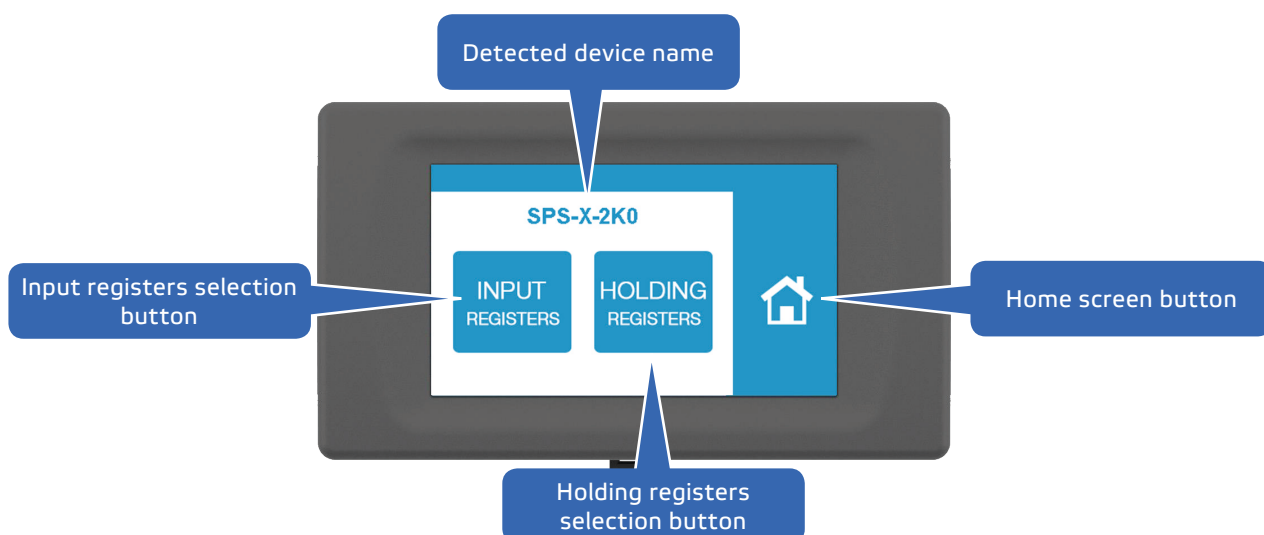 Detected device name
SPS-X-2K0
Input registers selection
button
INPUT
REGISTERS
HOLDING
REGISTERS
Home screen button
Holding registers
selection button